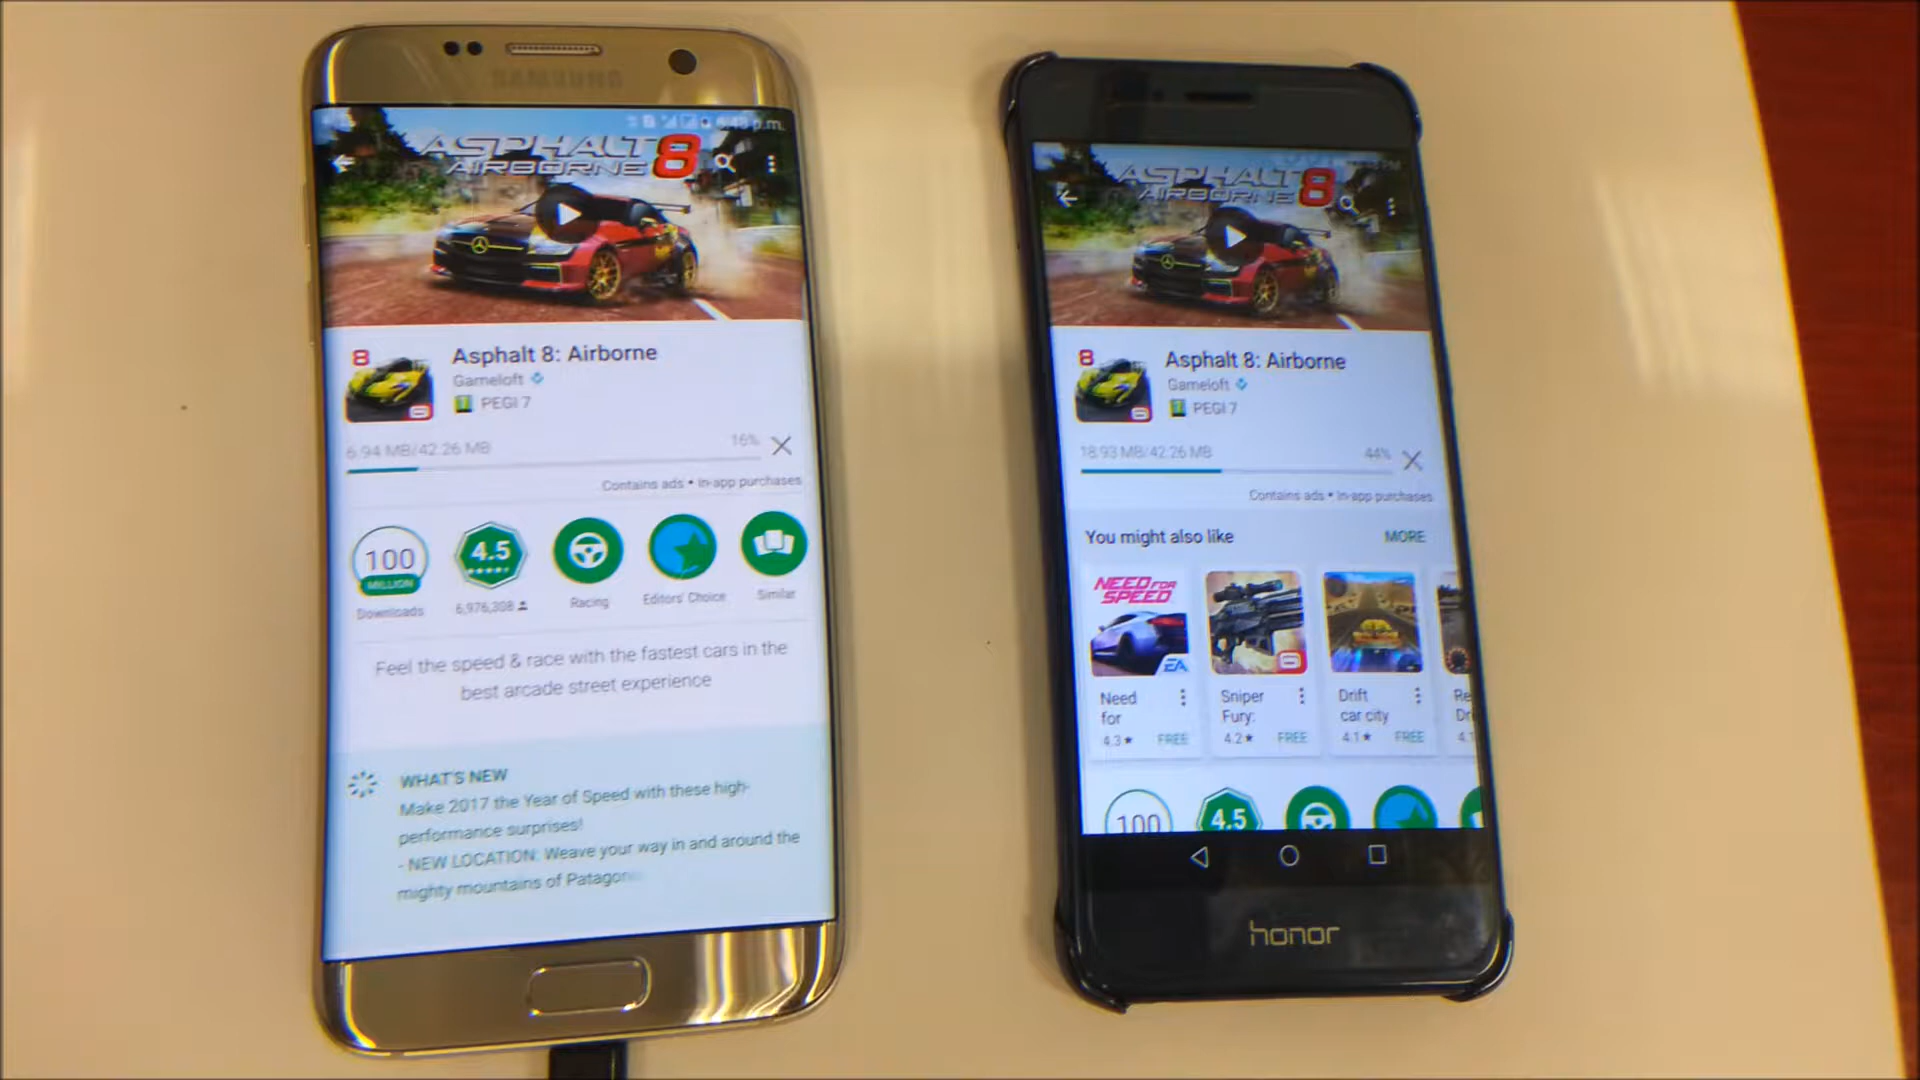 SAMSUNG
p.m.
ASPHALT 8
AIRBORNE
Asphalt 8: Airborne
Gameloft
PEGI 7
6.94 MB/42.26 MB
16%
Contains ads • In-app purchases
100
MILLION
Downloads
4.5
6,976,308
Racing
Editors' Choice
Similar
Feel the speed & race with the fastest cars in the
best arcade street experience
WHAT'S NEW
Make 2017 the Year of Speed with these high-
performance surprises!
- NEW LOCATION: Weave your way in and around the
mighty mountains of Patagon
ASPHALT 8
AIRBORNE
Asphalt 8: Airborne
Gameloft
PEGI 7
18.93 MB/42.26 MB
44%
Contains ads • In-app purchases
You might also like
MORE
NEED FOR
SPEED
EA
Need
for
4.3★
FREE
Sniper
Fury:
4.2★
FREE
Drift
car city
4.1★
FREE
Re
Dri
4.1
100
4.5
honor